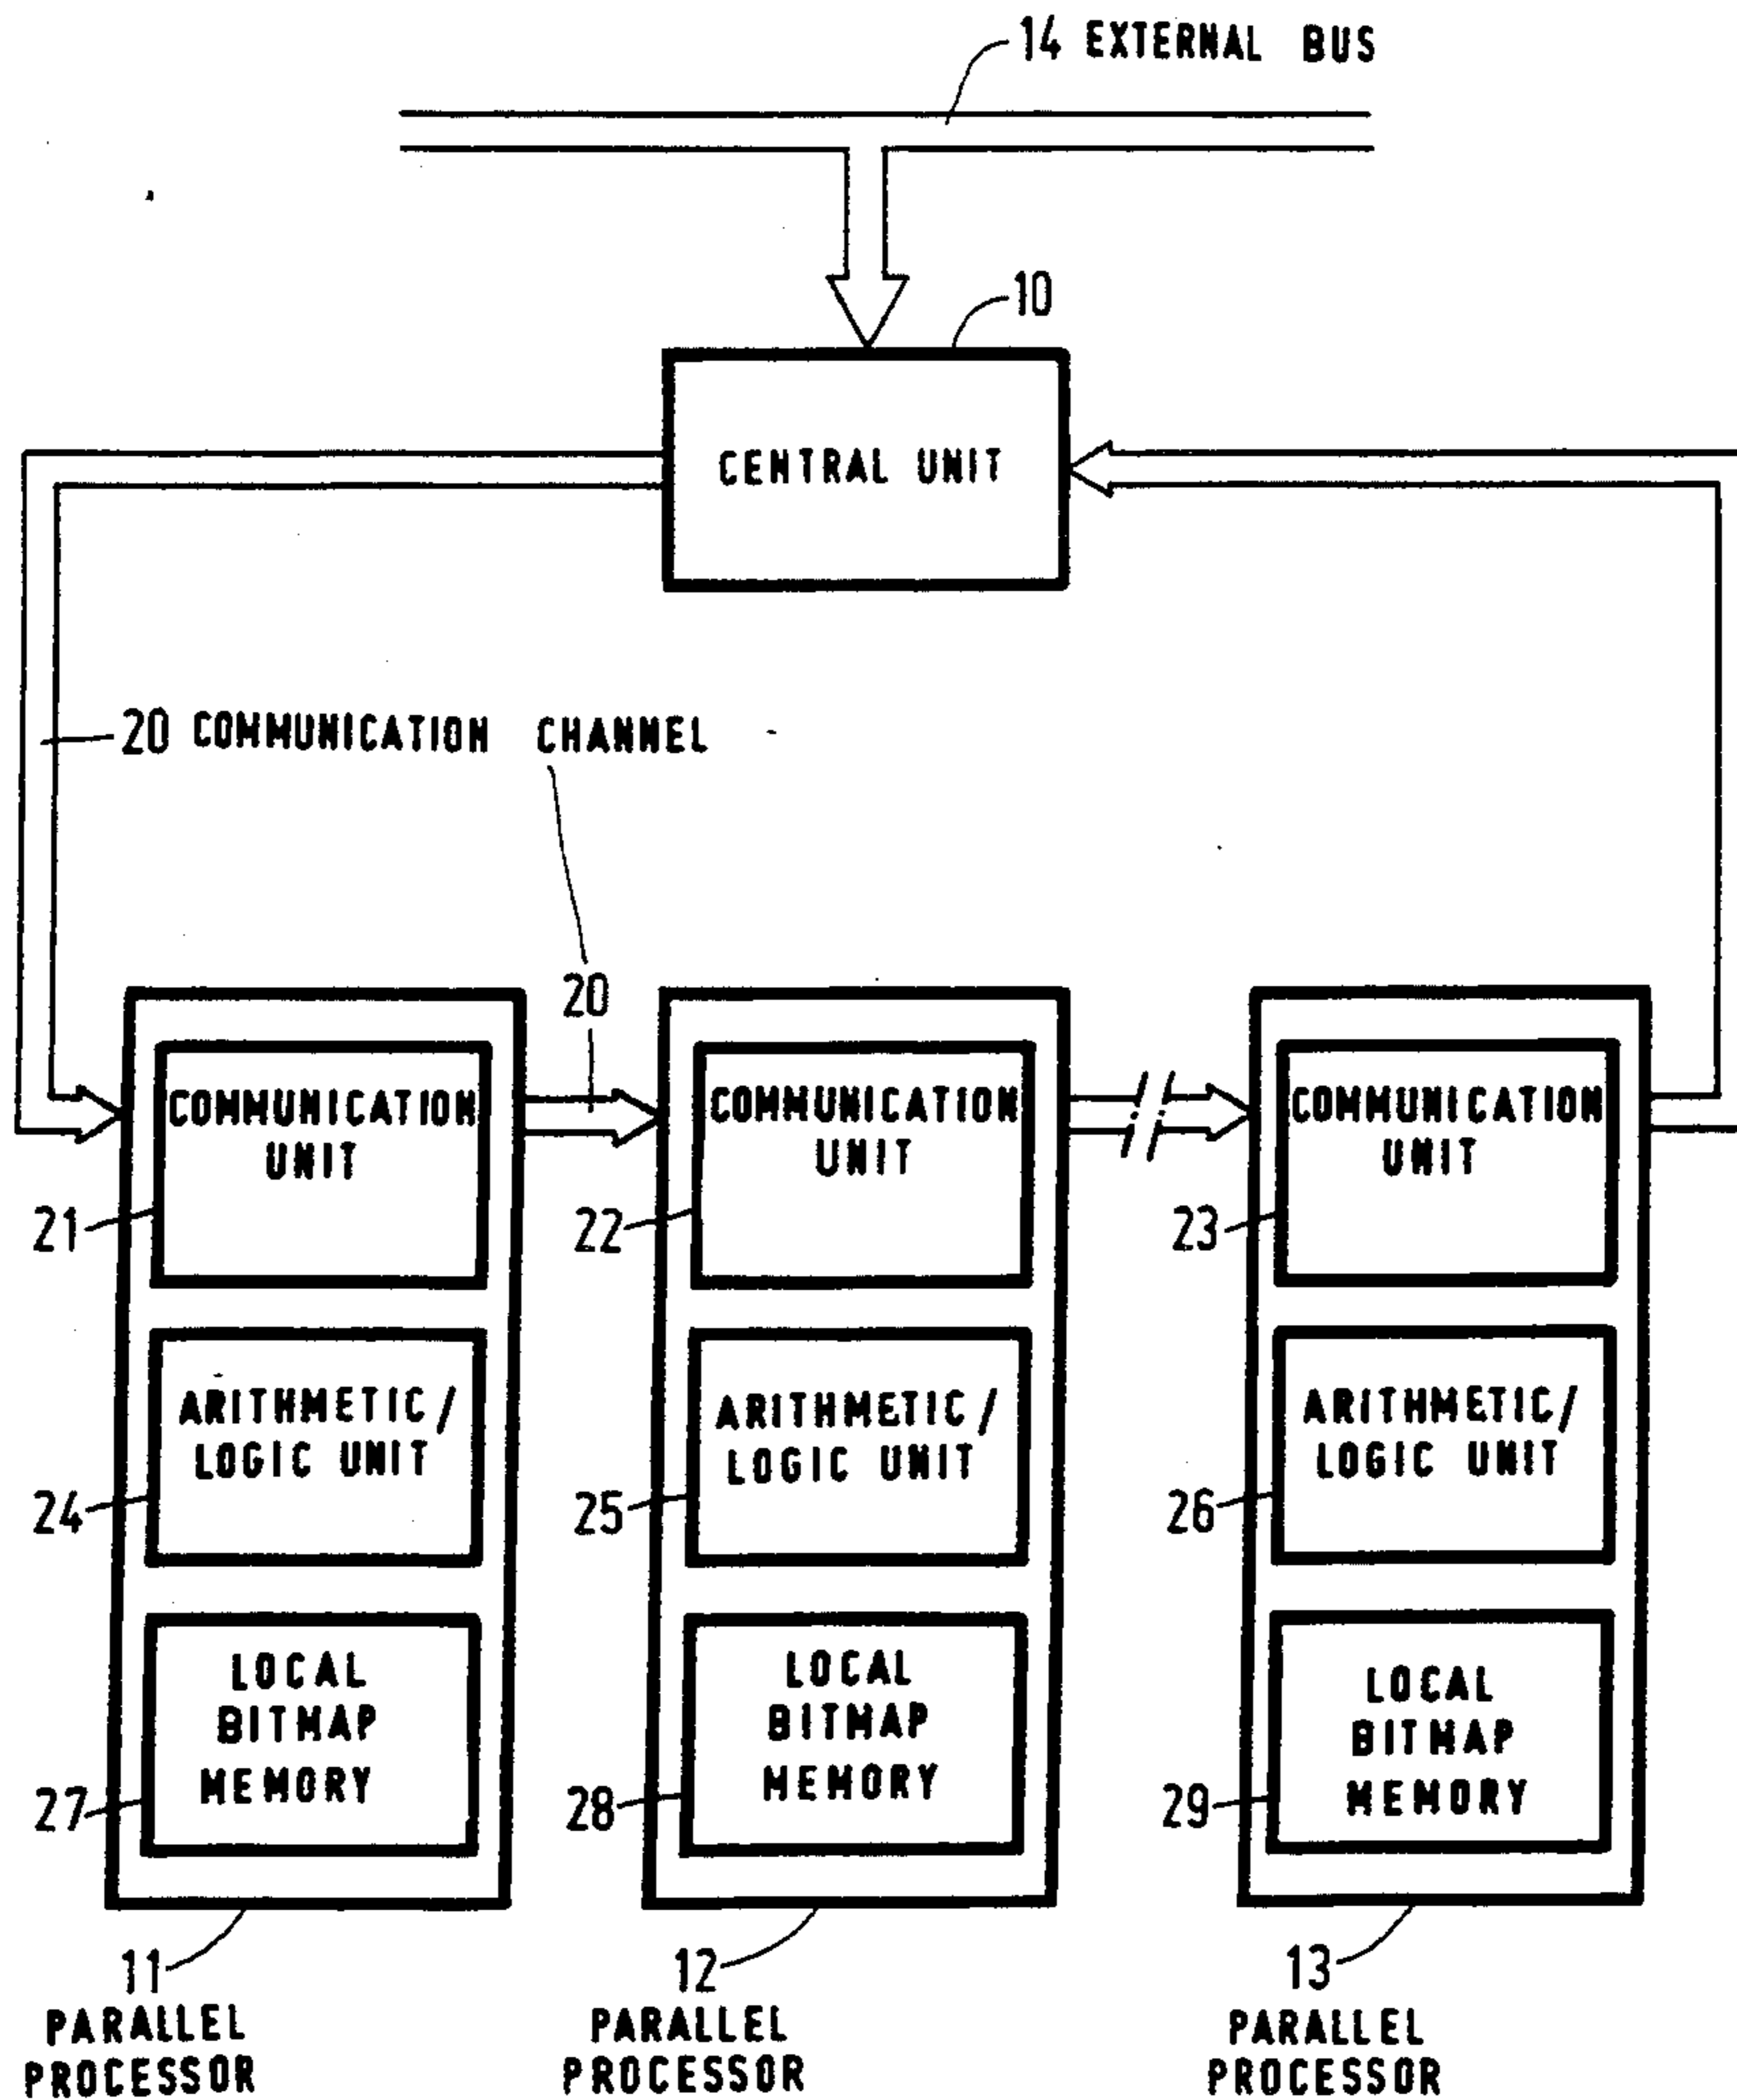 14 EXTERNAL BUS
10
CENTRAL UNIT
20 COMMUNICATION CHANNEL
20
COMMUNICATION
UNIT
21
COMMUNICATION
UNIT
22
COMMUNICATION
UNIT
23
ARITHMETIC/
LOGIC UNIT
24
ARITHMETIC/
LOGIC UNIT
25
ARITHMETIC/
LOGIC UNIT
26
LOCAL
BITMAP
MEMORY
27
LOCAL
BITMAP
MEMORY
28
LOCAL
BITMAP
MEMORY
29
11
PARALLEL
PROCESSOR
12
PARALLEL
PROCESSOR
13
PARALLEL
PROCESSOR